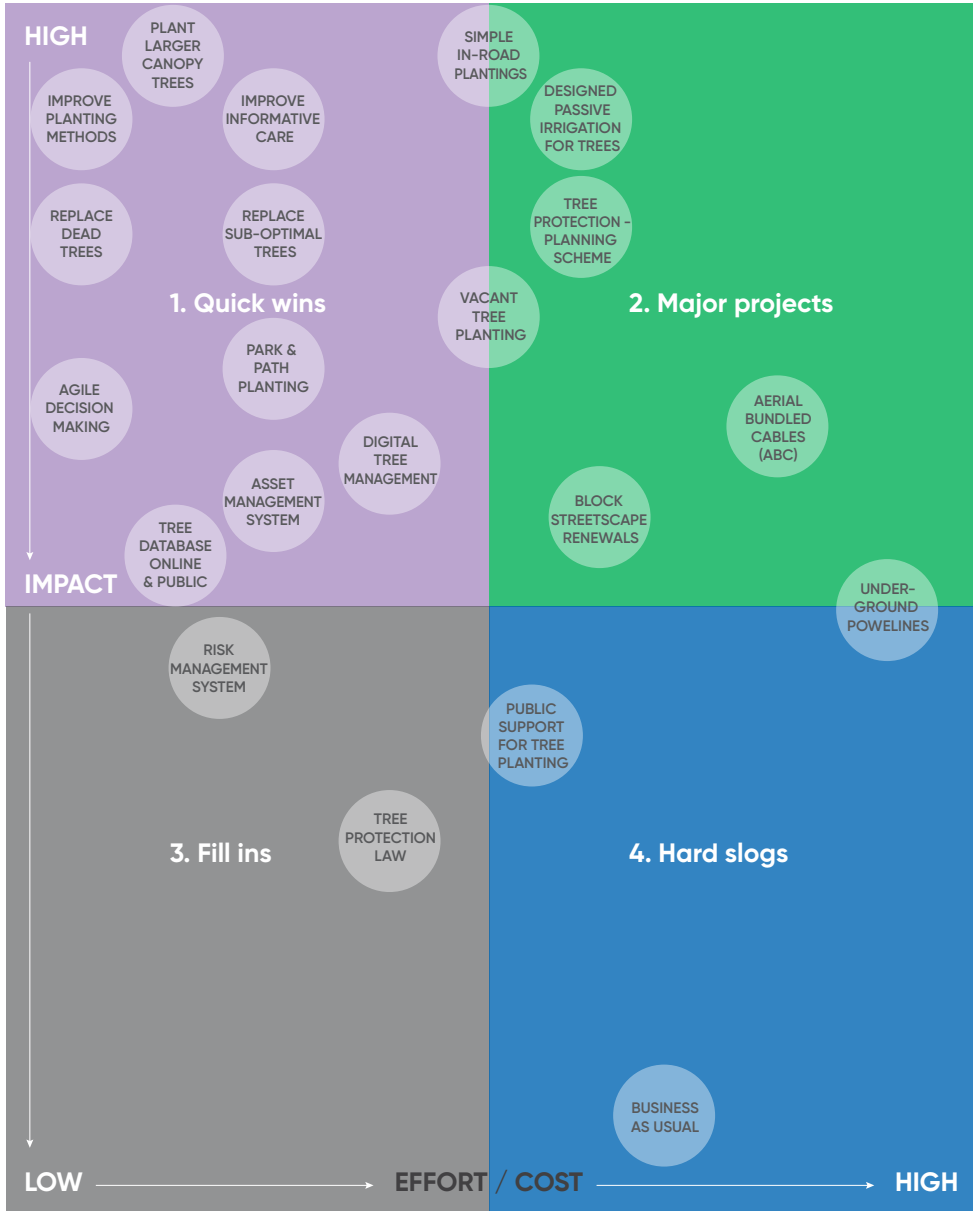 HIGH
PLANT
LARGER
CANOPY
TREES
SIMPLE
IN-ROAD
PLANTINGS
IMPROVE
PLANTING
METHODS
IMPROVE
INFORMATIVE
CARE
DESIGNED
PASSIVE
IRRIGATION
FOR TREES
REPLACE
DEAD
TREES
REPLACE
SUB-OPTIMAL
TREES
TREE
PROTECTION -
PLANNING
SCHEME
1. Quick wins
VACANT
TREE
PLANTING
2. Major projects
PARK &
PATH
PLANTING
AGILE
DECISION
MAKING
AERIAL
BUNDLED
CABLES
(ABC)
DIGITAL
TREE
MANAGEMENT
ASSET
MANAGEMENT
SYSTEM
BLOCK
STREETSCAPE
RENEWALS
TREE
DATABASE
ONLINE
& PUBLIC
IMPACT
UNDER-
GROUND
POWELINES
RISK
MANAGEMENT
SYSTEM
PUBLIC
SUPPORT
FOR TREE
PLANTING
TREE
PROTECTION
LAW
3. Fill ins
4. Hard slogs
BUSINESS
AS USUAL
LOW
EFFORT / COST
HIGH